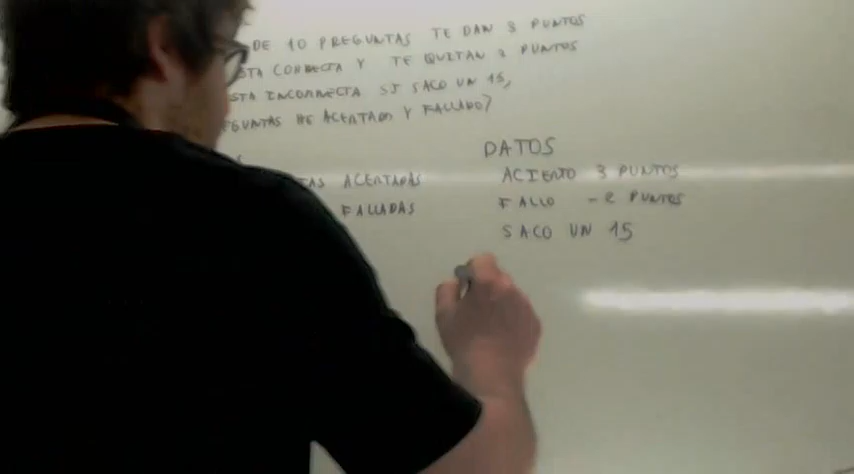 DE 10 PREGUNTAS TE DAN 3 PUNTOS
STA CORRECTA Y TE QUITAN 2 PUNTOS
STA INCORRECTA SI SACO UN 15,
GUNTAS HE ACERTADO Y FALLADO?
TAS ACERTADAS
FALLADAS
DATOS
ACIERTO 3 PUNTOS
FALLO -2 PUNTOS
SACO UN 15